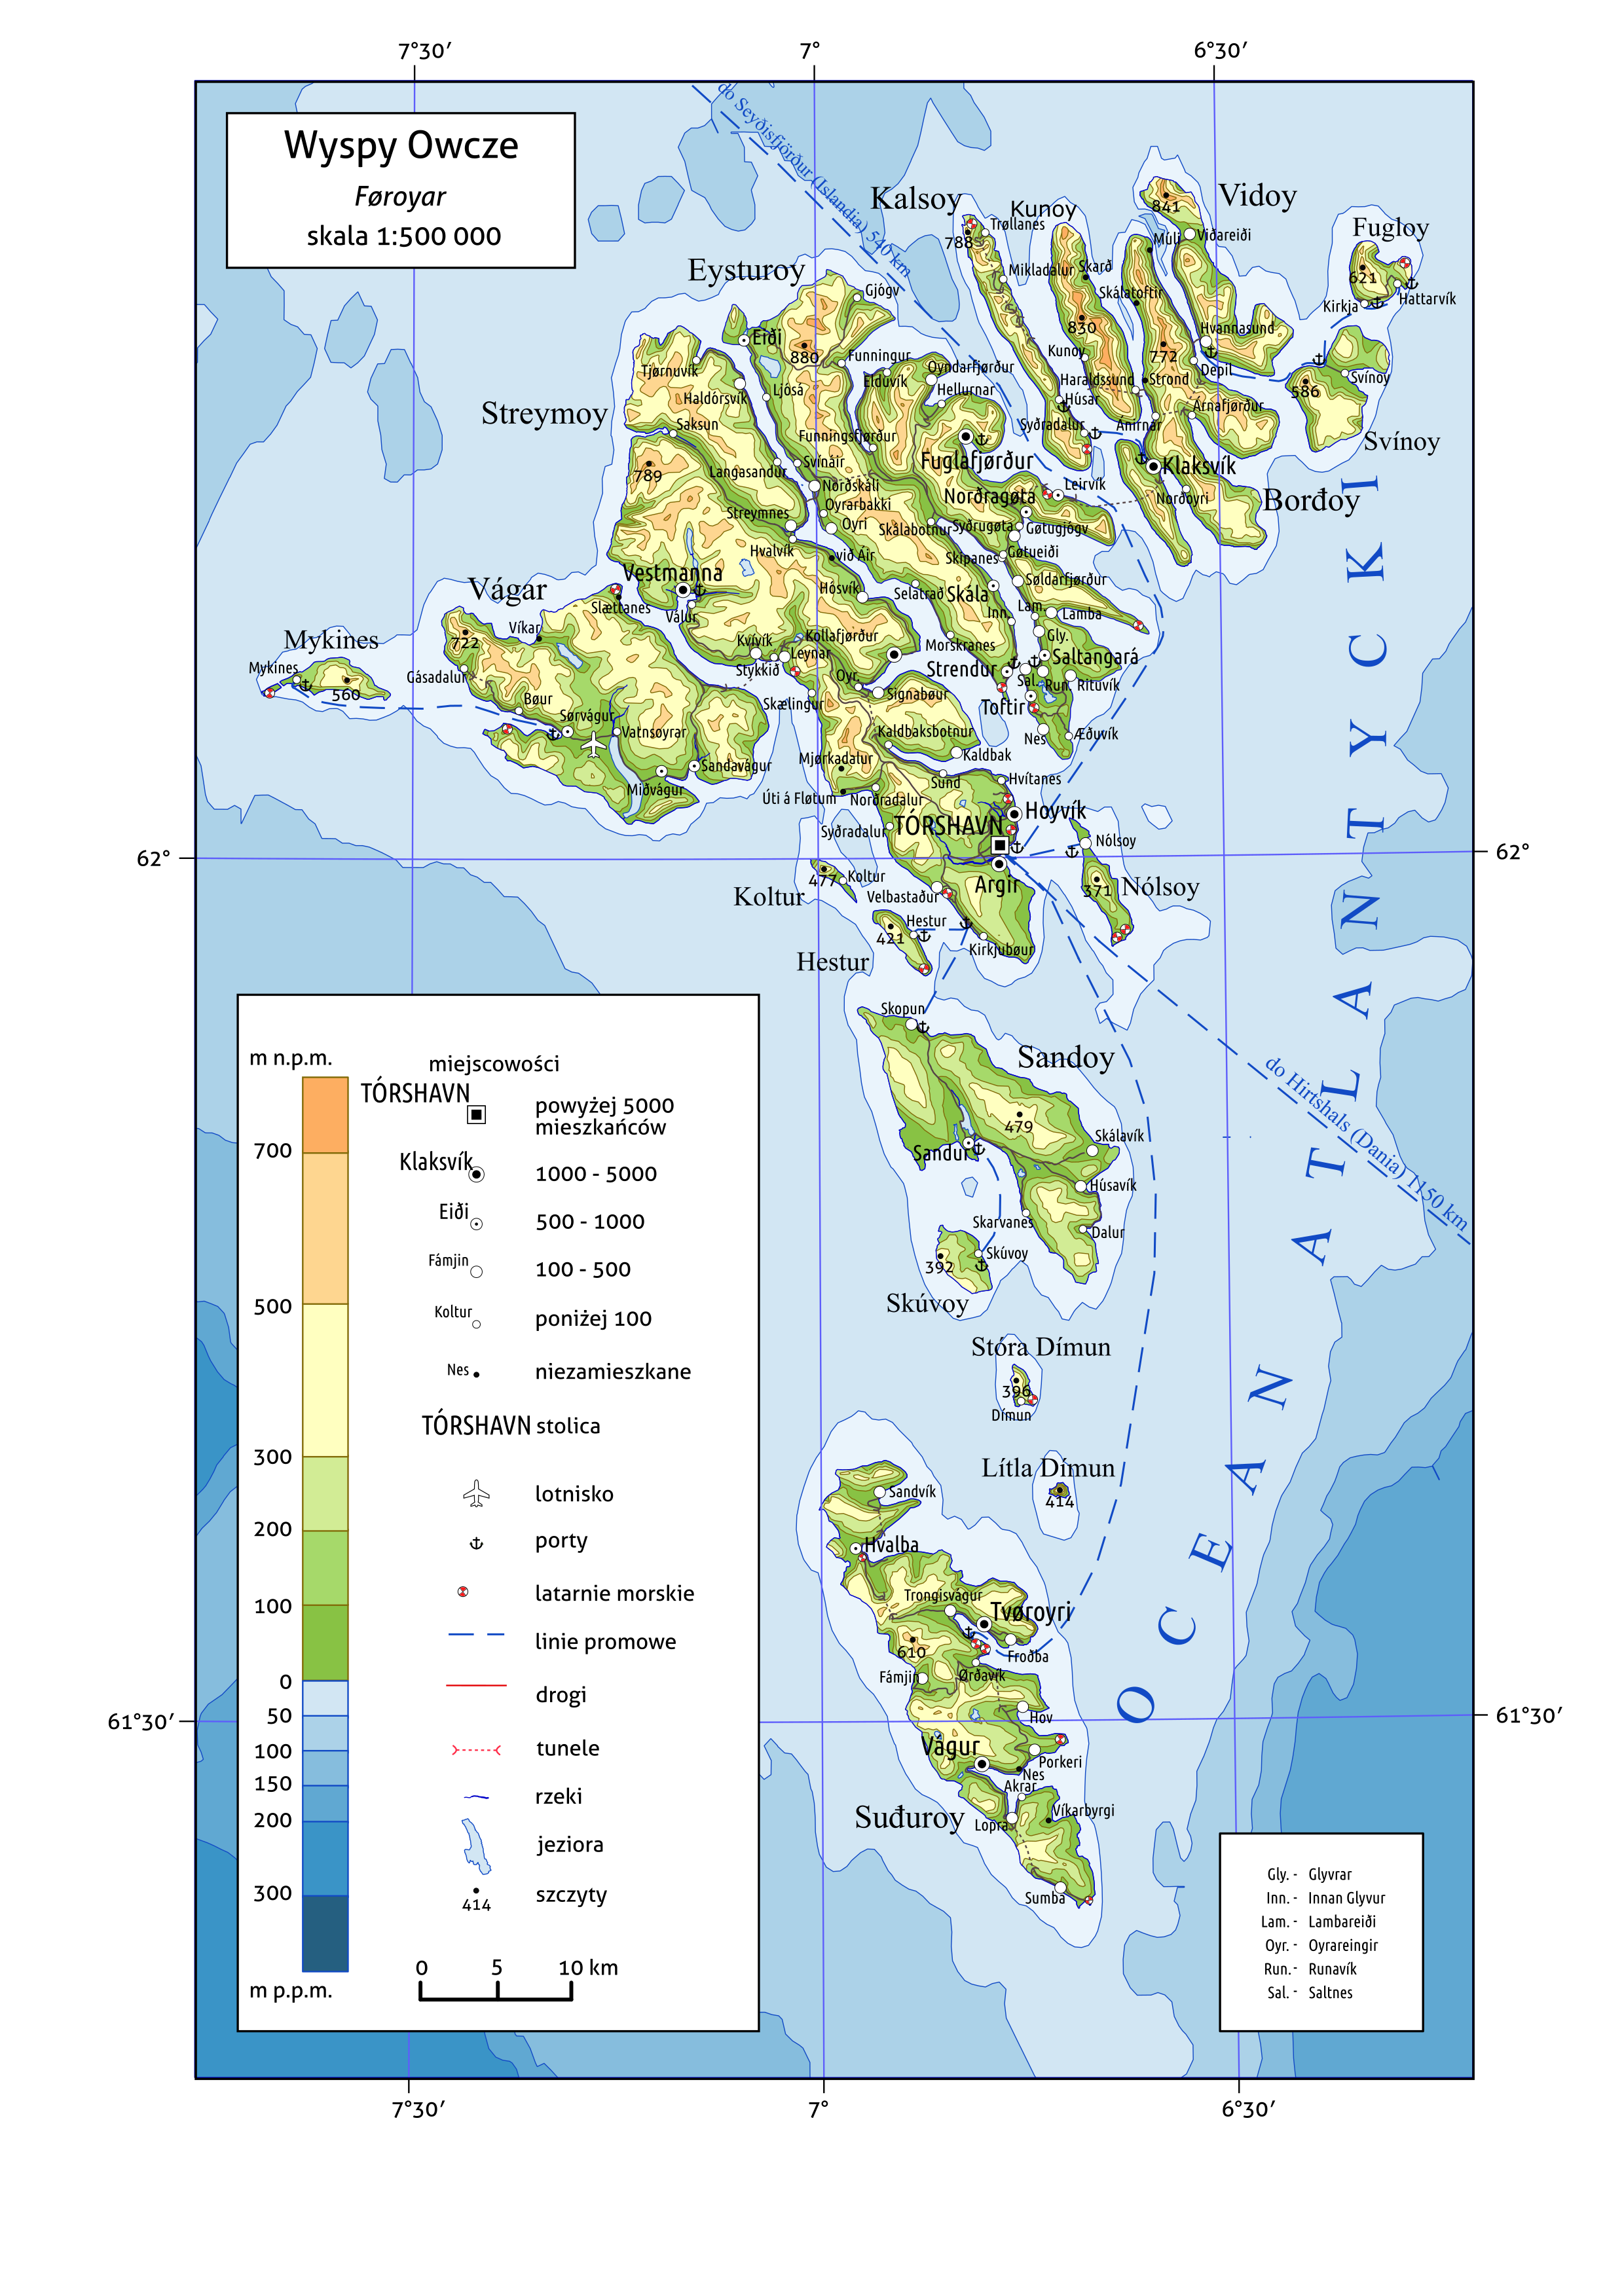 7°30′
7°
6°30′
Wyspy Owcze
Føroyar
skala 1:500 000
do Seyðisfjörður (Islandia) 540 km
Kalsoy
Kunoy
Vidoy
Fugloy
Eysturoy
Streymoy
Vágar
Mykines
Svínoy
Borđoy
Koltur
Hestur
Nólsoy
Sandoy
Skúvoy
Stóra Dímun
Lítla Dímun
Suđuroy
841
788
Trøllanes
Múli
Viðareiði
621
Kirkja
Hattarvík
Mikladalur
Skarð
Skálatoftir
Gjógv
Eiði
880
Funningur
830
772
Hvannasund
Tjørnuvík
Haldórsvík
Ljósá
Elduvík
Oyndarfjørður
Hellurnar
Kunoy
Haraldssund
Strond
Depil
586
Svínoy
Húsar
Árnafjørður
Saksun
Funningsfjørður
Syðradalur
Ánirnar
789
Langasandur
Svínáir
Fuglafjørður
Klaksvík
Norðskáli
Norðragøta
Leirvík
Norðoyri
Streymnes
Oyrarbakki
Oyri
Skálabotnur
Syðrugøta
Gøtugjógv
Hvalvík
við Áir
Skipanes
Gøtueiði
Vestmanna
Slættanes
Válur
Hósvík
Selatrað
Skála
Søldarfjørður
Inn.
Lam.
Lamba
722
Víkar
Kvívík
Kollafjørður
Leynar
Stykkið
Morskranes
Gly.
Strendur
Saltangará
Mykines
560
Gásadalur
Oyr.
Signabøur
Sal.
Run.
Rituvík
Bøur
Sørvágur
Vatnsoyrar
Skælingur
Toftir
Kaldbaksbotnur
Nes
Æðuvík
Kaldbak
Sandavágur
Miðvágur
Mjørkadalur
Sund
Hvítanes
Úti á Fløtum
Norðradalur
Hoyvík
TÓRSHAVN
Syðradalur
Nólsoy
62°
62°
477
Koltur
Argir
371
Velbastaður
Hestur
421
Kirkjubøur
Skopun
479
Skálavík
Sandur
Húsavík
Skarvanes
Dalur
392
Skúvoy
do Hirtshals (Dania) 1150 km
396
Dímun
414
Sandvík
Hvalba
Trongisvágur
Tvøroyri
610
Froðba
Fámjin
Ørðavík
Hov
61°30′
61°30′
Vágur
Porkeri
Nes
Akrar
Víkarbyrgi
Lopra
Sumba
OCEAN ATLANTYCKI
m n.p.m.
700
500
300
200
100
0
50
100
150
200
300
m p.p.m.
miejscowości
TÓRSHAVN
powyżej 5000
mieszkańców
Klaksvík
1000 - 5000
Eiði
500 - 1000
Fámjin
100 - 500
Koltur
poniżej 100
Nes
niezamieszkane
TÓRSHAVN stolica
lotnisko
porty
latarnie morskie
linie promowe
drogi
tunele
rzeki
jeziora
414
szczyty
0 5 10 km
Gly. - Glyvrar
Inn. - Innan Glyvur
Lam. - Lambareiði
Oyr. - Oyrareingir
Run. - Runavík
Sal. - Saltnes
7°30′
7°
6°30′